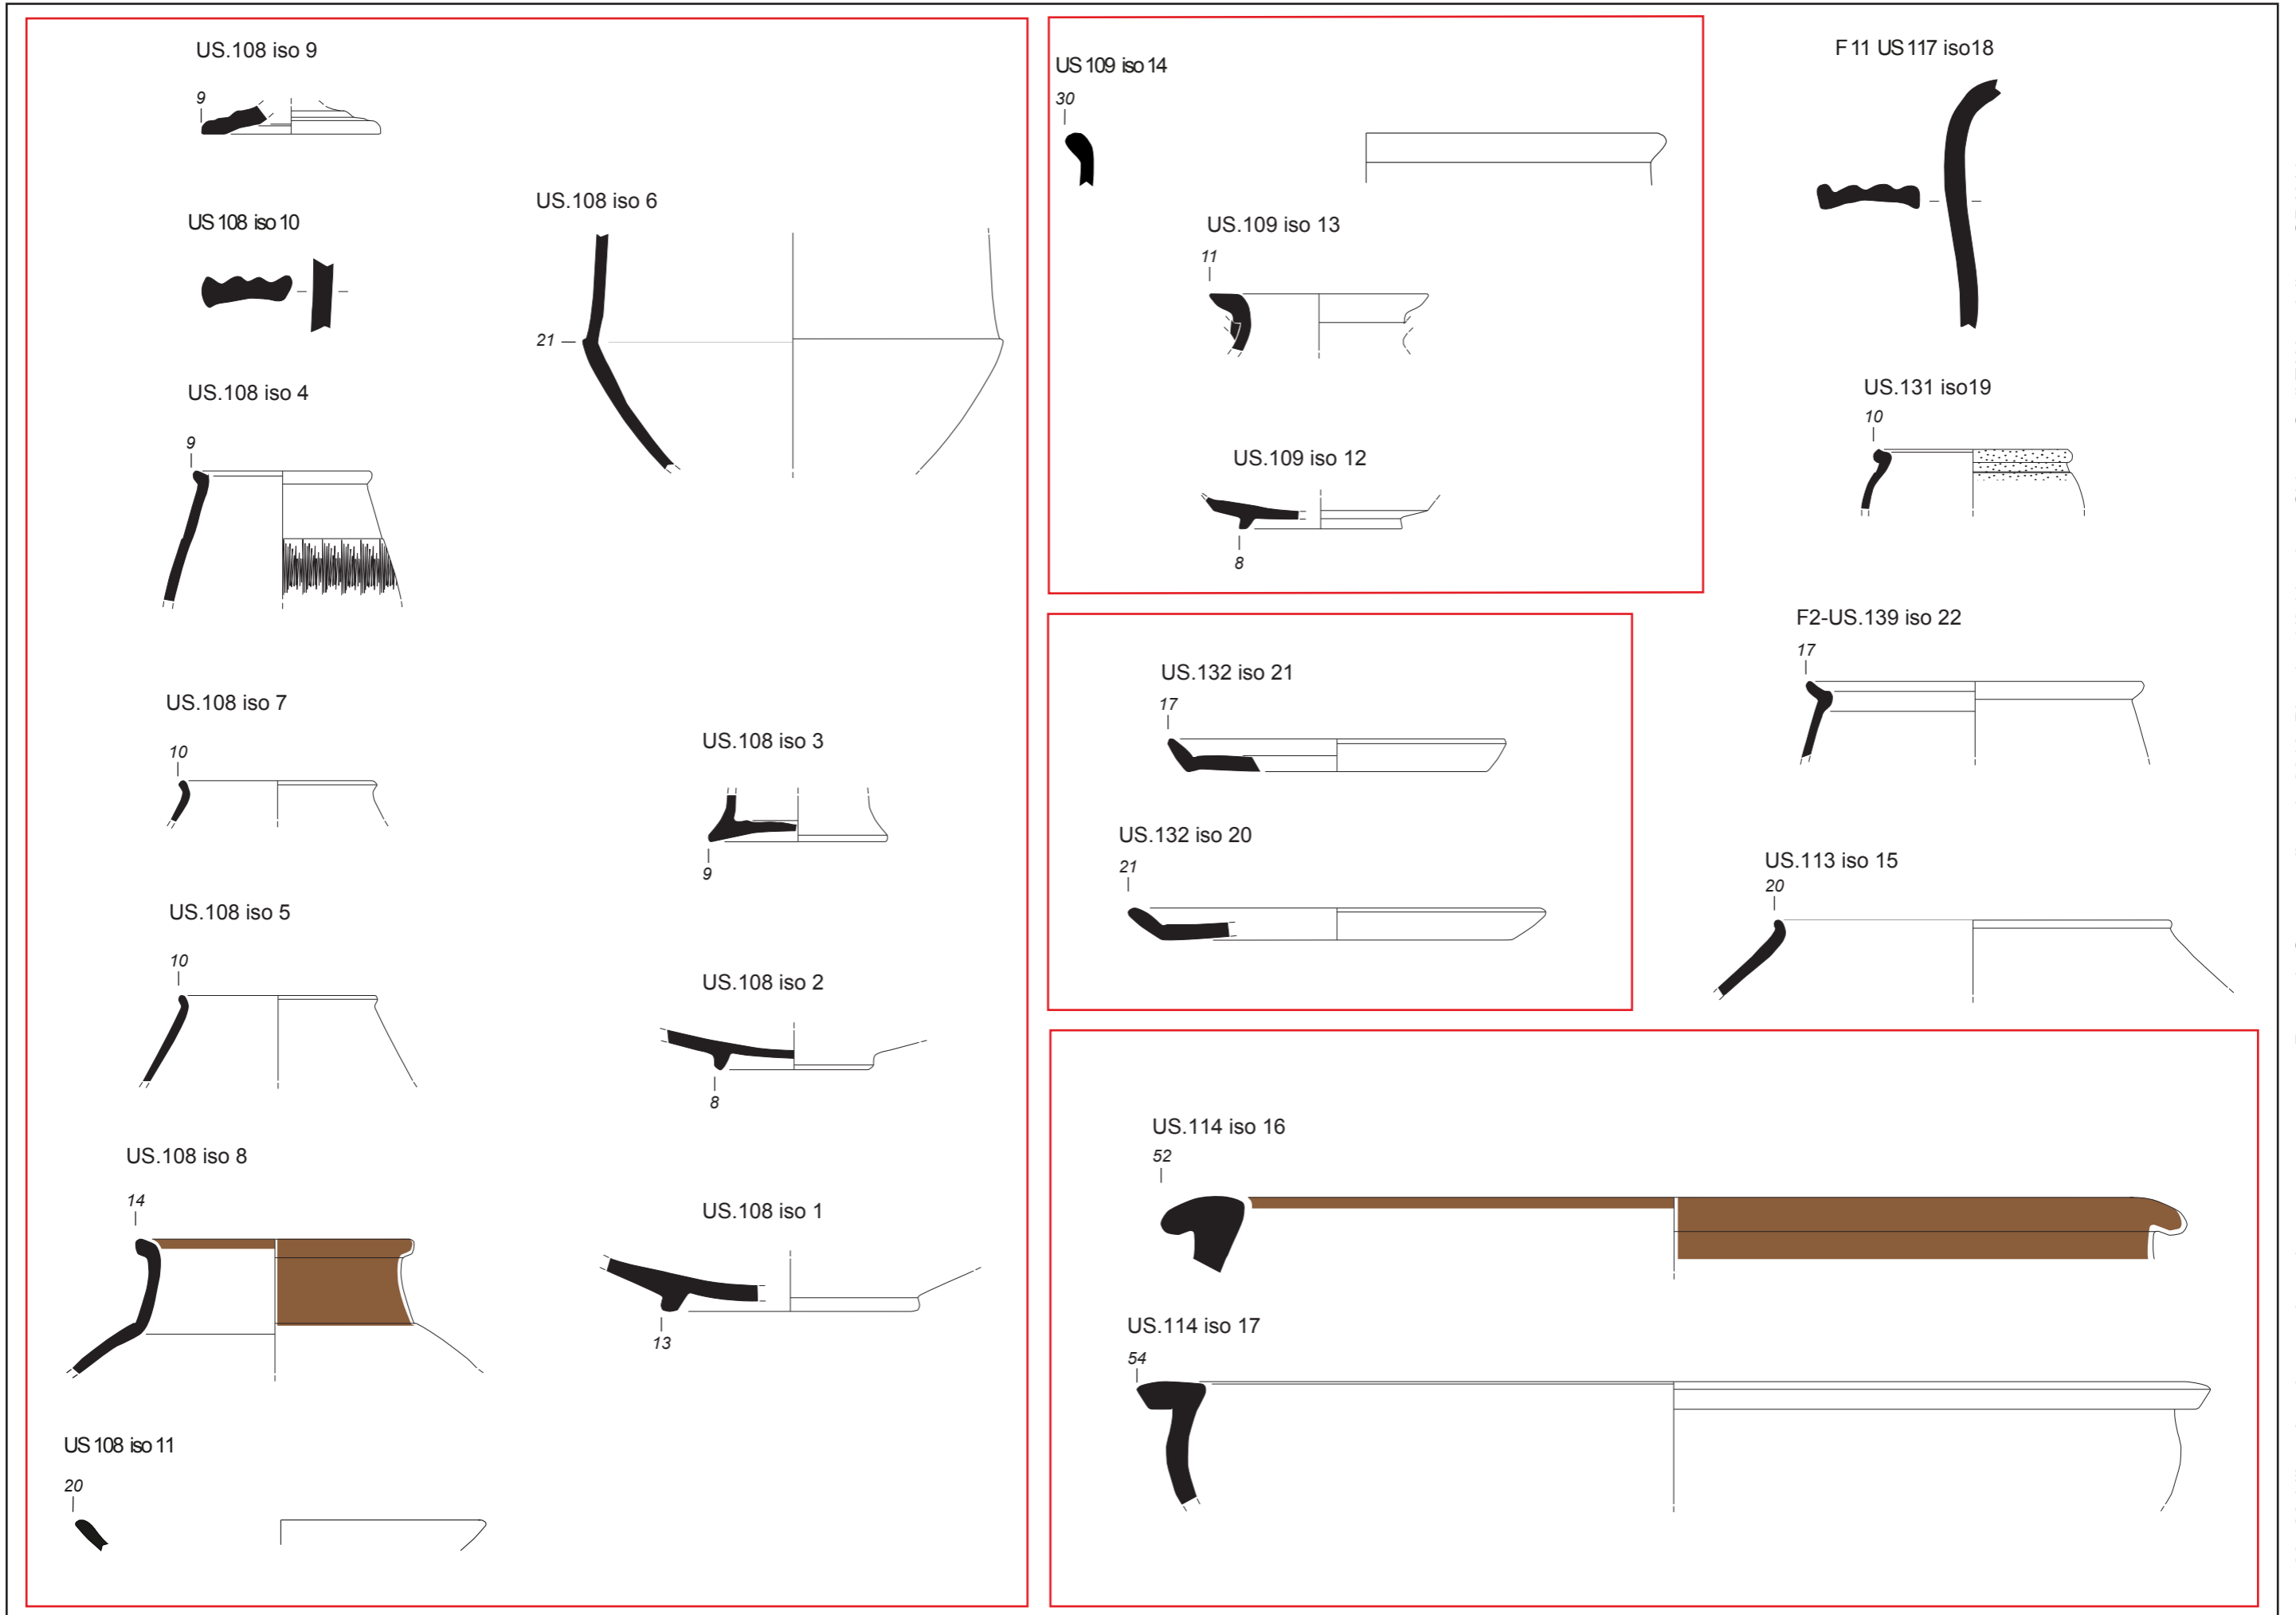 US.108 iso 9
9
US 108 iso 10
US.108 iso 4
9
US.108 iso 6
21
US.108 iso 7
10
US.108 iso 5
10
US.108 iso 8
14
US 108 iso 11
20
US.108 iso 3
9
US.108 iso 2
8
US.108 iso 1
13
US 109 iso 14
30
US.109 iso 13
11
US.109 iso 12
8
US.132 iso 21
17
US.132 iso 20
21
F 11 US 117 iso18
US.131 iso19
10
F2-US.139 iso 22
17
US.113 iso 15
20
US.114 iso 16
52
US.114 iso 17
54